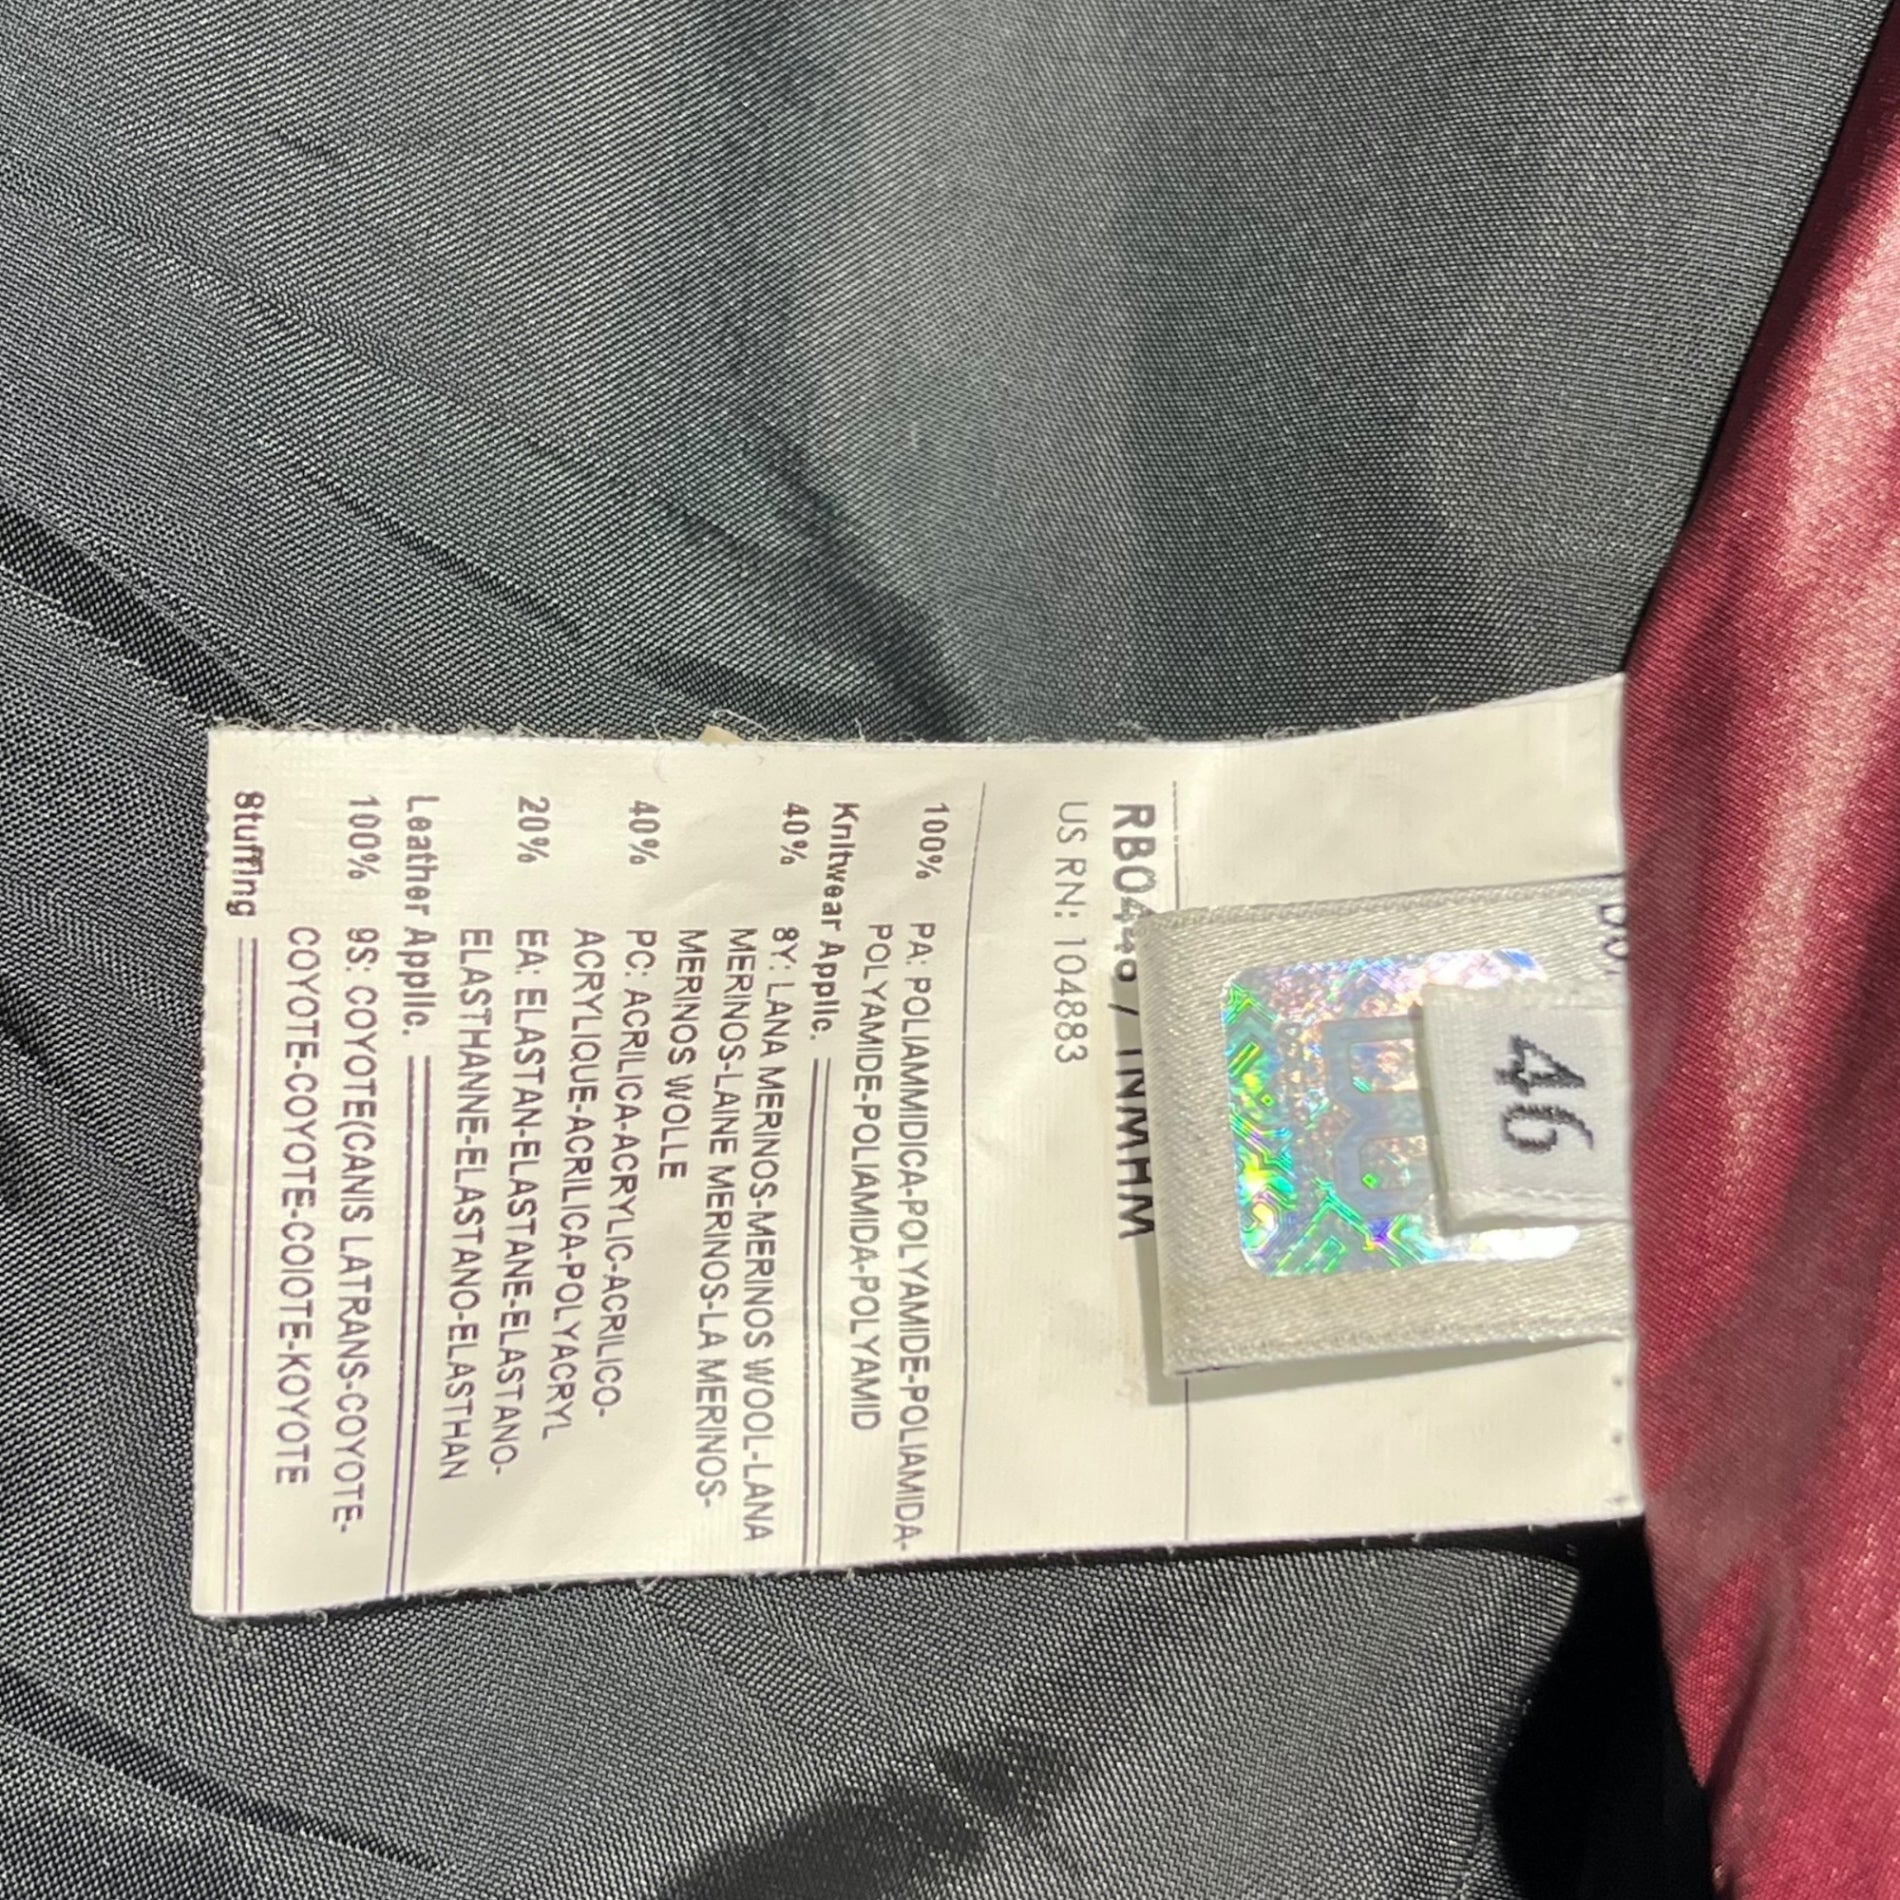 46
RB0449 / 1NMHM
US RN: 104883
100% PA: POLIAMMIDICA-POLYAMIDE-POLIAMIDA-
POLYAMIDE-POLIAMIDA-POLYAMID
Knitwear Applic.
40% 8Y: LANA MERINOS-MERINOS WOOL-LANA
MERINOS-LAINE MERINOS-LA MERINOS-
MERINOS WOLLE
40% PC: ACRILICA-ACRYLIC-ACRILICO-
ACRYLIQUE-ACRILICA-POLYACRYL
20% EA: ELASTAN-ELASTANE-ELASTANO-
ELASTHANNE-ELASTANO-ELASTHAN
Leather Applic.
100% 9S: COYOTE(CANIS LATRANS-COYOTE-
COYOTE-COYOTE-COIOTE-KOYOTE
Stuffing